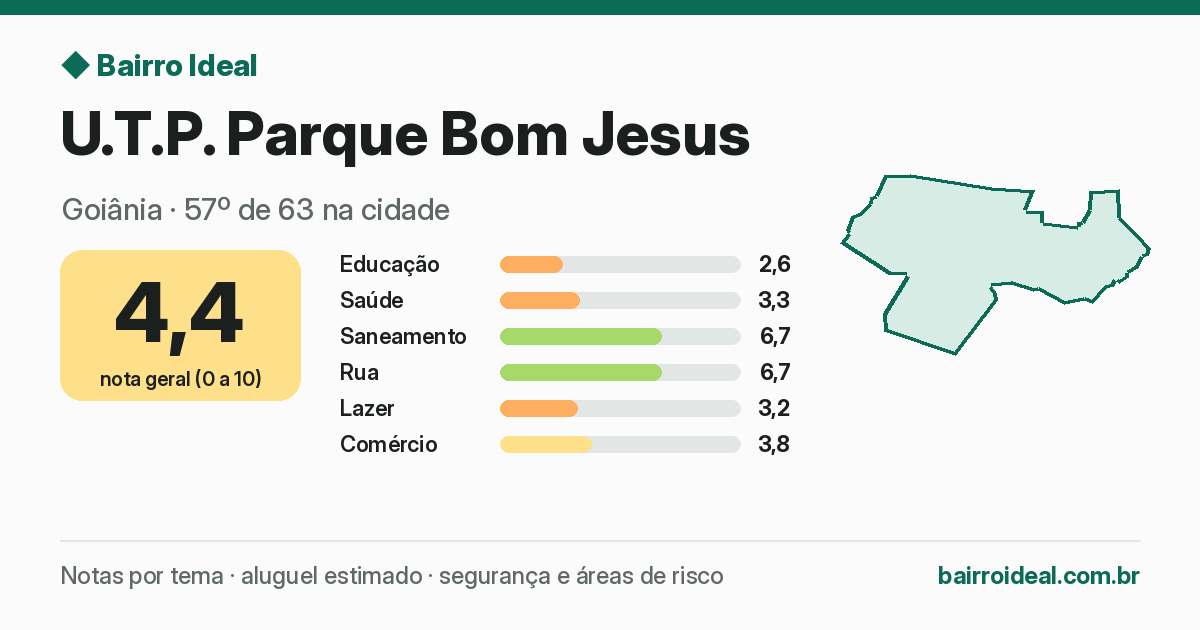 Bairro Ideal
U.T.P. Parque Bom Jesus
Goiânia · 57º de 63 na cidade
4,4
nota geral (0 a 10)
Educação 2,6
Saúde 3,3
Saneamento 6,7
Rua 6,7
Lazer 3,2
Comércio 3,8
Notas por tema · aluguel estimado · segurança e áreas de risco
bairroideal.com.br